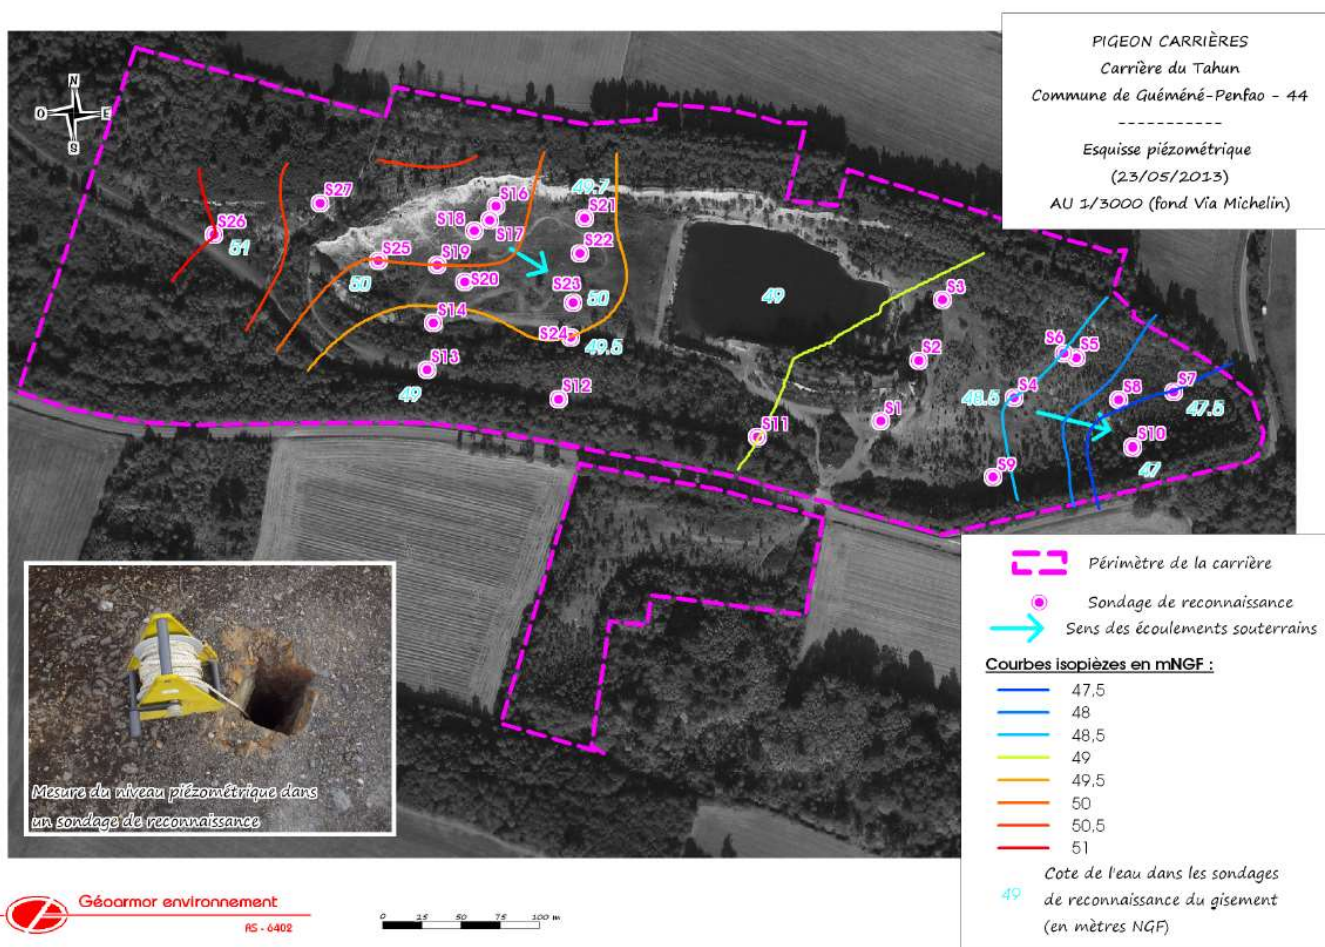 PIGEON CARRIÈRES
Carrière du Tahun
Commune de Guéméné-Penfao - 44
-----------
Esquisse piézométrique
(23/05/2013)
AU 1/3000 (fond Via Michelin)
N
O E
S
S27
S16
49.7
S21
S18
S17
S26
51
S22
S25
S19
50
S20
S23
50
49
S3
S14
S24
49.5
S6
S5
S2
S13
49
S12
S4
48.5
S8
S7
47.5
S1
S11
S10
47
S9
Mesure du niveau piézométrique dans
un sondage de reconnaissance
Périmètre de la carrière
Sondage de reconnaissance
Sens des écoulements souterrains
Courbes isopièzes en mNGF :
47,5
48
48,5
49
49,5
50
50,5
51
49
Cote de l'eau dans les sondages
de reconnaissance du gisement
(en mètres NGF)
Géoarmor environnement
AS - 6402
0 25 50 75 100 m